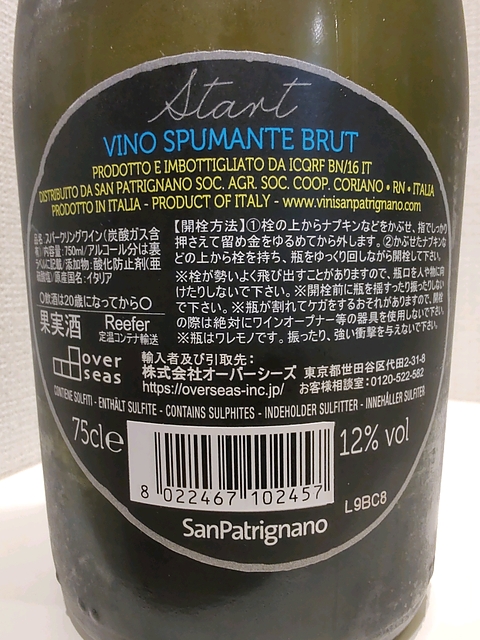 Start
VINO SPUMANTE BRUT
PRODOTTO E IMBOTTIGLIATO DA ICQRF BN/16 IT
DISTRIBUITO DA SAN PATRIGNANO SOC. AGR. SOC. COOP. CORIANO • RN • ITALIA
PRODOTTO IN ITALIA - PRODUCT OF ITALY - www.vinisanpatrignano.com
品名:スパークリングワイン(炭酸ガス含
有)/内容量:750ml/アルコール分は裏
ラベルに記載/添加物:酸化防止剤(亜
硫酸塩)/原産国名:イタリア
〇飲酒は20歳になってから〇
果実酒
Reefer
定温コンテナ輸送
【開栓方法】①栓の上からナプキンなどをかぶせ、指でしっかり
押さえて留め金をゆるめてから外します。②かぶせたナプキンな
どの上から栓を持ち、瓶をゆっくり回しながら開栓して下さい。
※栓が勢いよく飛び出すことがありますので、瓶口を人や物に向
けたりしないで下さい。※開栓前に瓶を揺すったり振ったりしない
で下さい。※瓶が割れてケガをするおそれがありますので、開栓
の際は絶対にワインオープナー等の器具を使用しないで下さい。
※瓶はワレモノです。振ったり、強い衝撃を与えないで下さい。
over
seas
輸入者及び引取先:
株式会社オーバーシーズ 東京都世田谷区代田2-31-8
https://overseas-inc.jp/ お客様相談室:0120-522-582
CONTIENE SOLFITI - ENTHÄLT SULFITE - CONTAINS SULPHITES - INDEHOLDER SULFITTER - INNEHÅLLER SULFITER
75cl e
12% vol
8 022467 102457
L9BC8
SanPatrignano